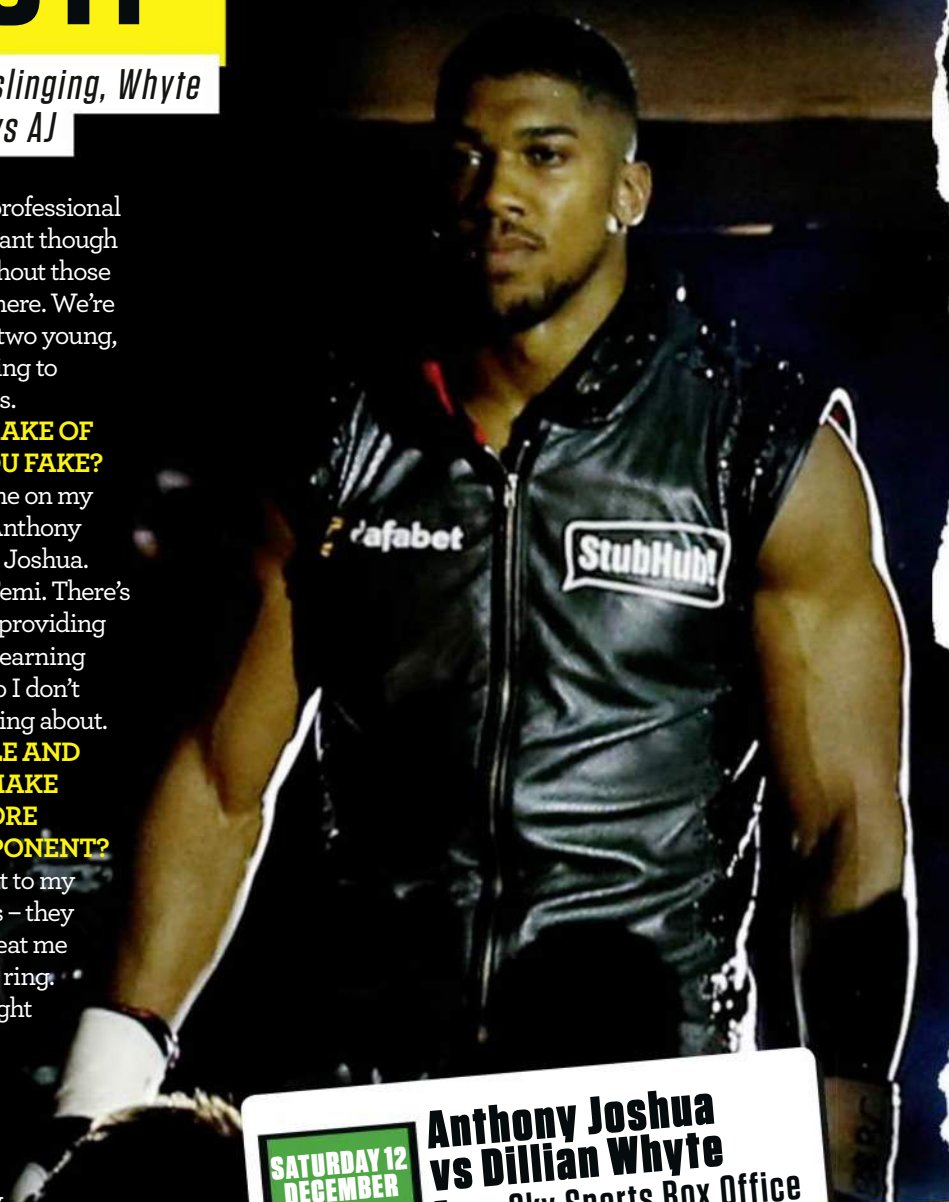 slinging, Whyte
vs AJ
professional
ant though
hout those
here. We're
two young,
ing to
s.
AKE OF
U FAKE?
ne on my
Anthony
Joshua.
Femi. There's
providing
earning
o I don't
ing about.
LE AND
MAKE
ORE
PONENT?
t to my
s – they
eat me
ring.
ght
afabet
StubHub!
SATURDAY 12
DECEMBER
Anthony Joshua
vs Dillian Whyte
Sky Sports Box Office